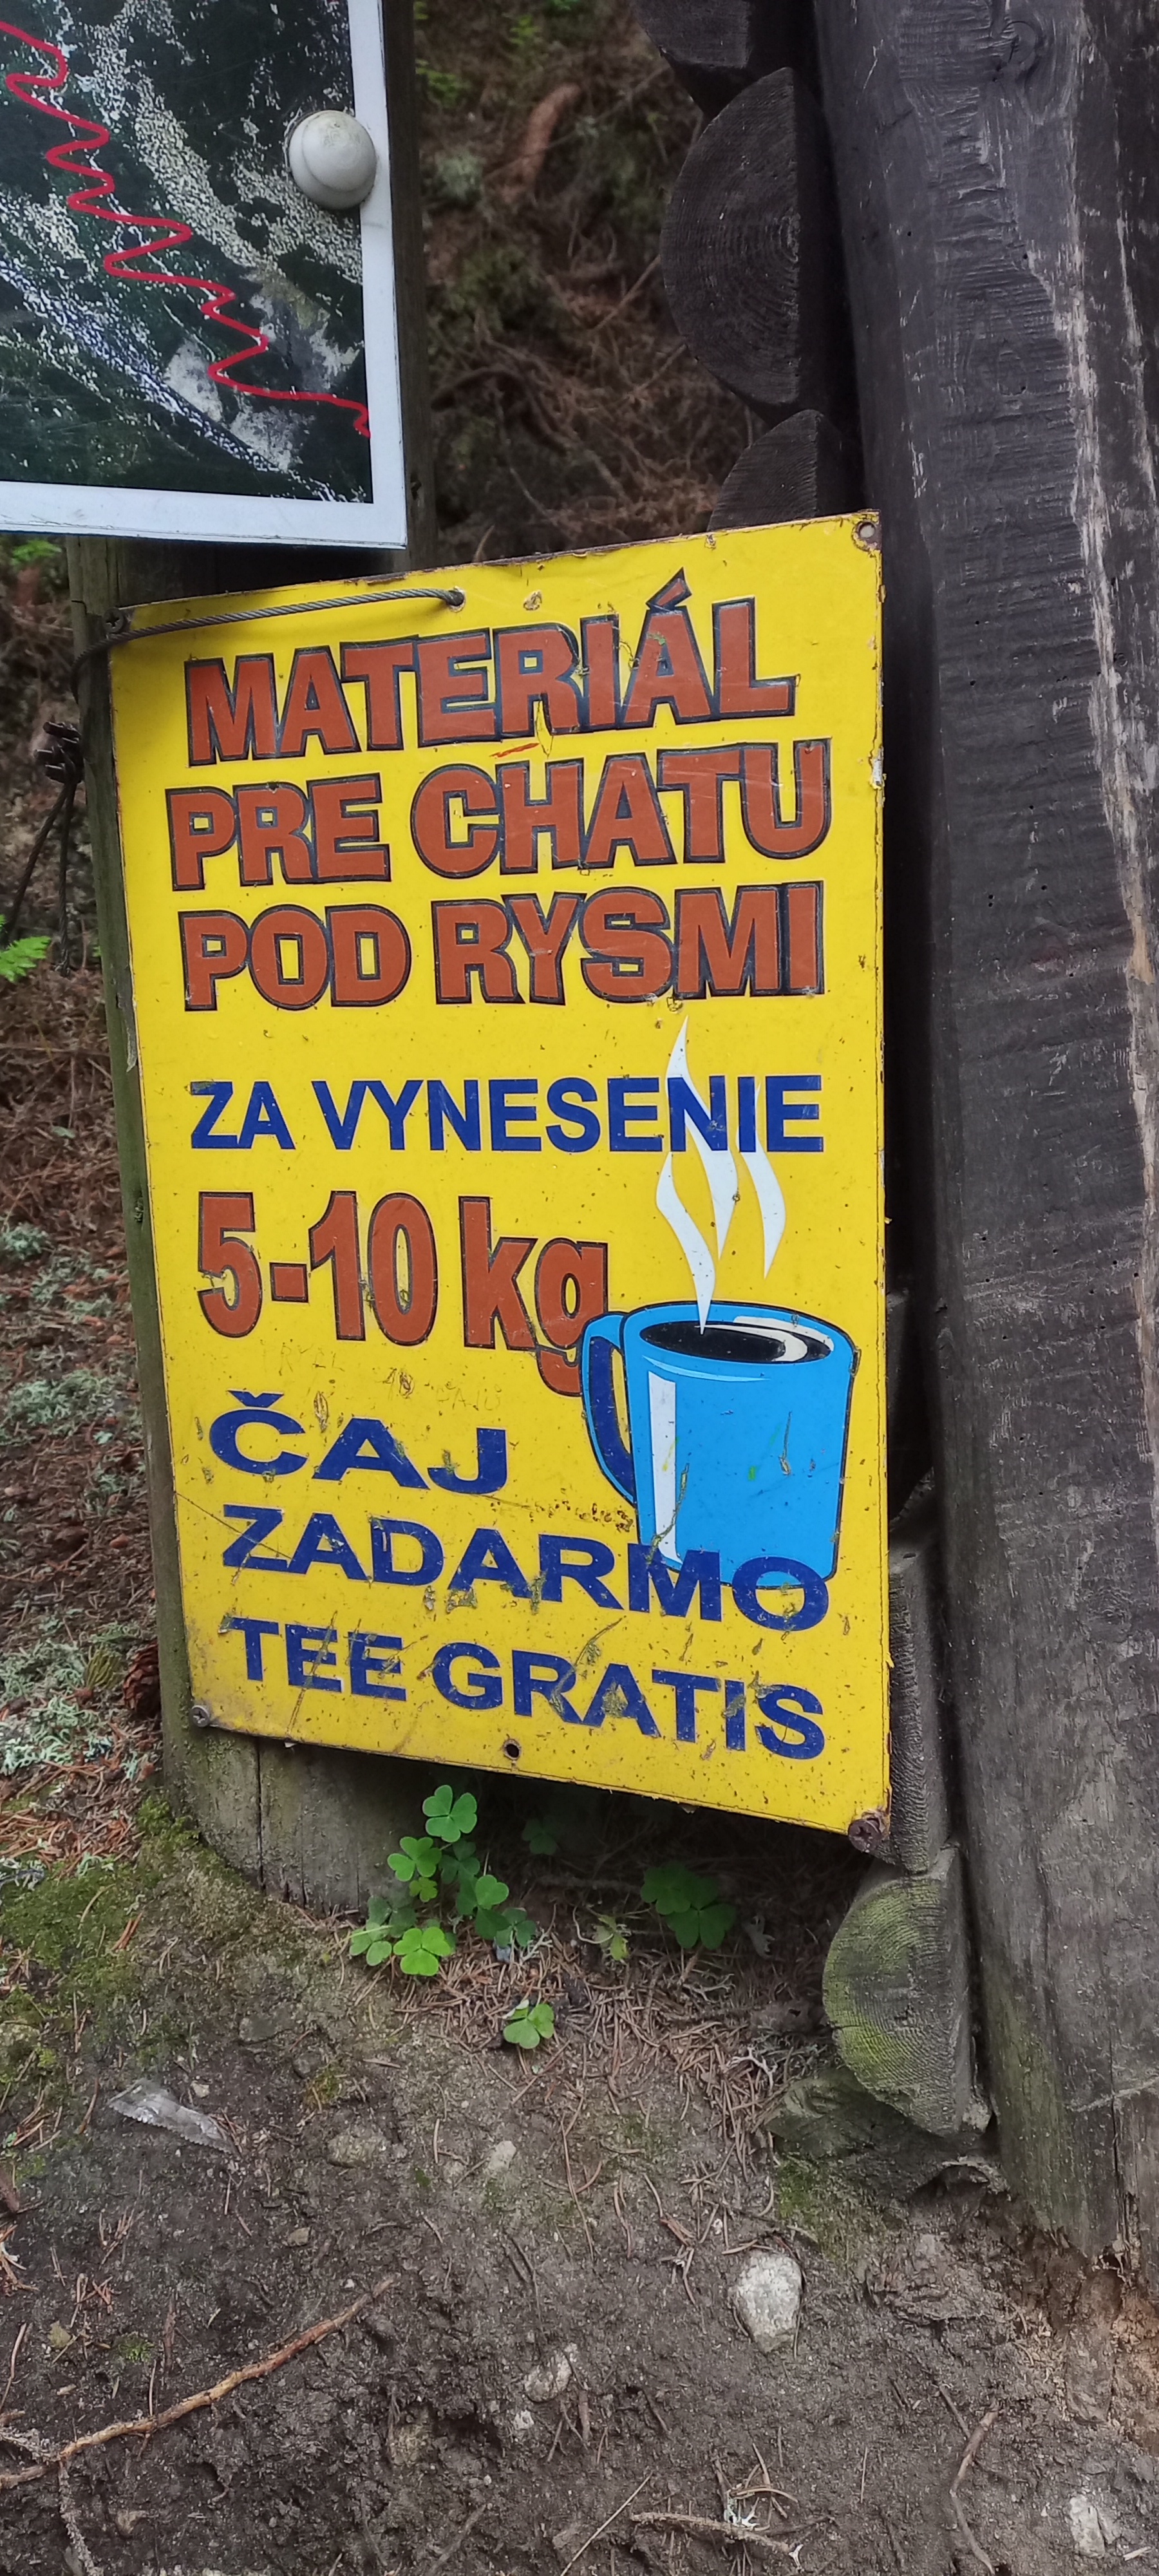 MATERIÁL
PRE CHATU
POD RYSMI
ZA VYNESENIE
5-10 kg
ČAJ
ZADARMO
TEE GRATIS